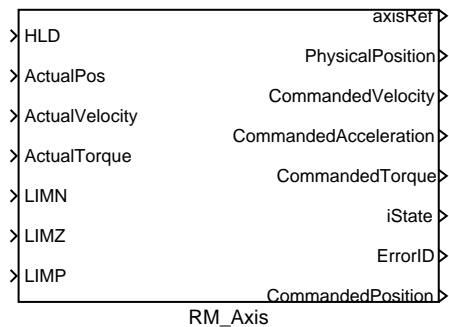 axisRef
HLD
PhysicalPosition
ActualPos
CommandedVelocity
ActualVelocity
CommandedAcceleration
ActualTorque
CommandedTorque
LIMN
iState
LIMZ
ErrorID
LIMP
CommandedPosition
RM_Axis